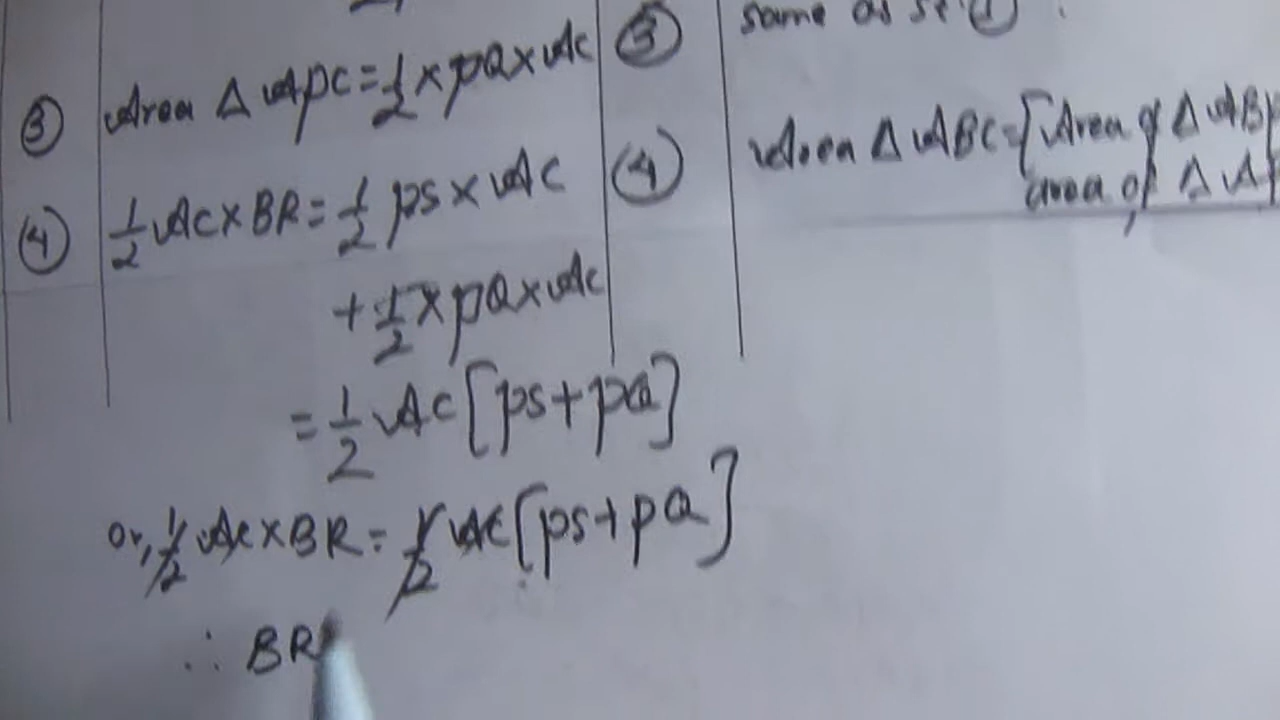 same as st. ①.
③ Area Δ APC = 1/2 × PQ × AC ③
④ 1/2 AC × BR = 1/2 PS × AC ④ Area Δ ABC = [Area of Δ AB
area of Δ A
+ 1/2 × PQ × AC
= 1/2 AC [PS + PQ]
or, 1/2 AC × BR = 1/2 AC [PS + PQ]
∴ BR